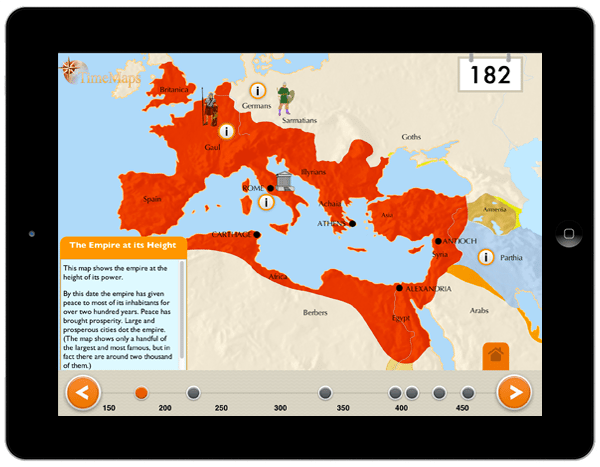 TimeMaps
182
Britanica
Germans
Sarmatians
Goths
Gaul
Illyrians
ROME
Spain
Achaia
Asia
Armenia
ATHENS
CARTHAGE
ANTIOCH
Syria
Parthia
Africa
ALEXANDRIA
Berbers
Egypt
Arabs
The Empire at its Height
This map shows the empire at the
height of its power.
By this date the empire has given
peace to most of its inhabitants for
over two hundred years. Peace has
brought prosperity. Large and
prosperous cities dot the empire.
(The map shows only a handful of
the largest and most famous, but in
fact there are around two thousand
of them.)
150 200 250 300 350 400 450